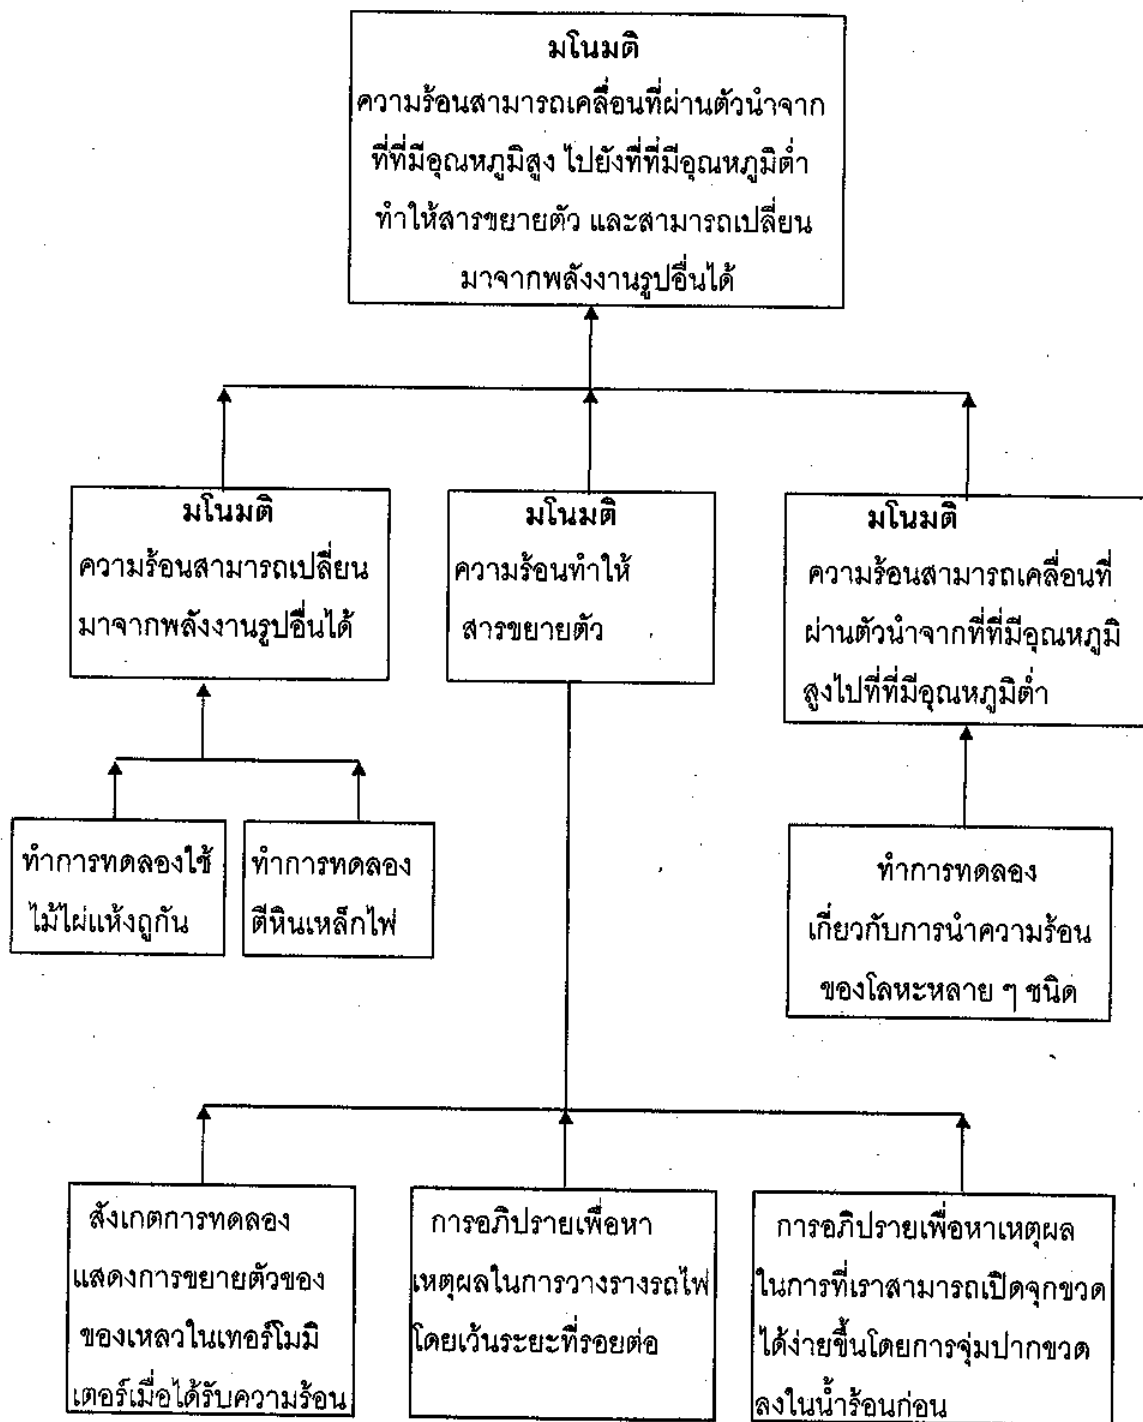 มโนมติ
ความร้อนสามารถเคลื่อนที่ผ่านตัวนำจาก
ที่ที่มีอุณหภูมิสูง ไปยังที่ที่มีอุณหภูมิต่ำ
ทำให้สารขยายตัว และสามารถเปลี่ยน
มาจากพลังงานรูปอื่นได้
มโนมติ
ความร้อนสามารถเปลี่ยน
มาจากพลังงานรูปอื่นได้
มโนมติ
ความร้อนทำให้
สารขยายตัว
มโนมติ
ความร้อนสามารถเคลื่อนที่
ผ่านตัวนำจากที่ที่มีอุณหภูมิ
สูงไปที่ที่มีอุณหภูมิต่ำ
ทำการทดลองใช้
ไม้ไผ่แห้งถูกัน
ทำการทดลอง
ตีหินเหล็กไฟ
ทำการทดลอง
เกี่ยวกับการนำความร้อน
ของโลหะหลาย ๆ ชนิด
สังเกตการทดลอง
แสดงการขยายตัวของ
ของเหลวในเทอร์โมมิ
เตอร์เมื่อได้รับความร้อน
การอภิปรายเพื่อหา
เหตุผลในการวางรางรถไฟ
โดยเว้นระยะที่รอยต่อ
การอภิปรายเพื่อหาเหตุผล
ในการที่เราสามารถเปิดจุกขวด
ได้ง่ายขึ้นโดยการจุ่มปากขวด
ลงในน้ำร้อนก่อน